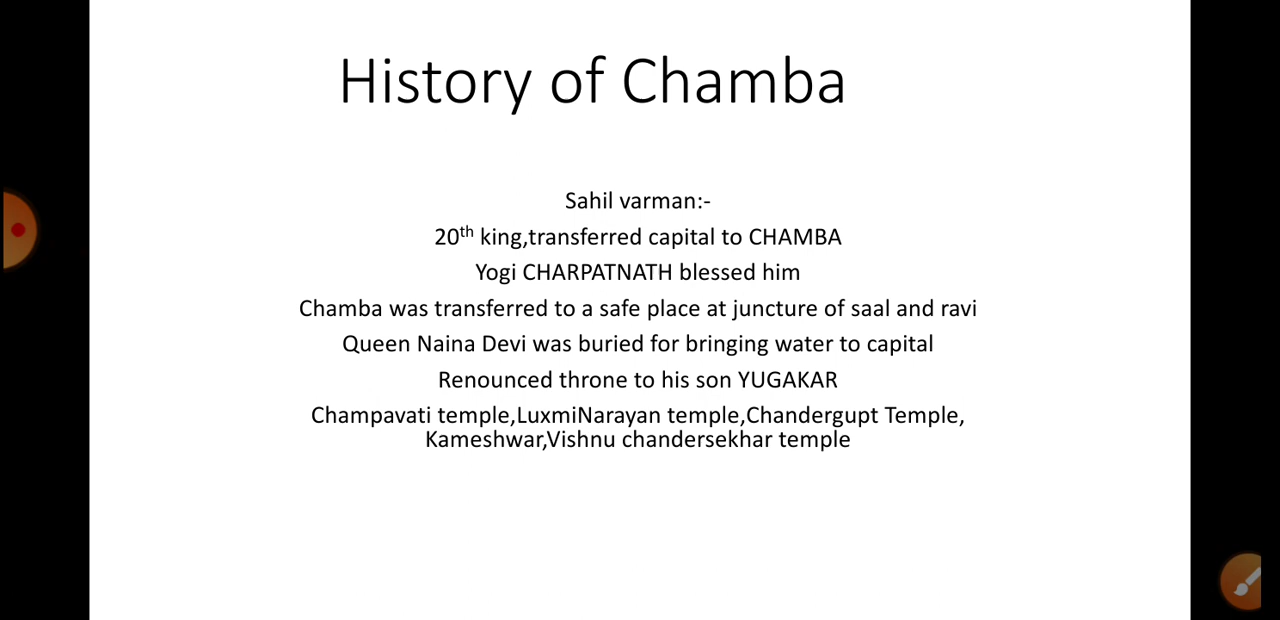 History of Chamba
Sahil varman:-
20th king,transferred capital to CHAMBA
Yogi CHARPATNATH blessed him
Chamba was transferred to a safe place at juncture of saal and ravi
Queen Naina Devi was buried for bringing water to capital
Renounced throne to his son YUGAKAR
Champavati temple,LuxmiNarayan temple,Chandergupt Temple,
Kameshwar,Vishnu chandersekhar temple